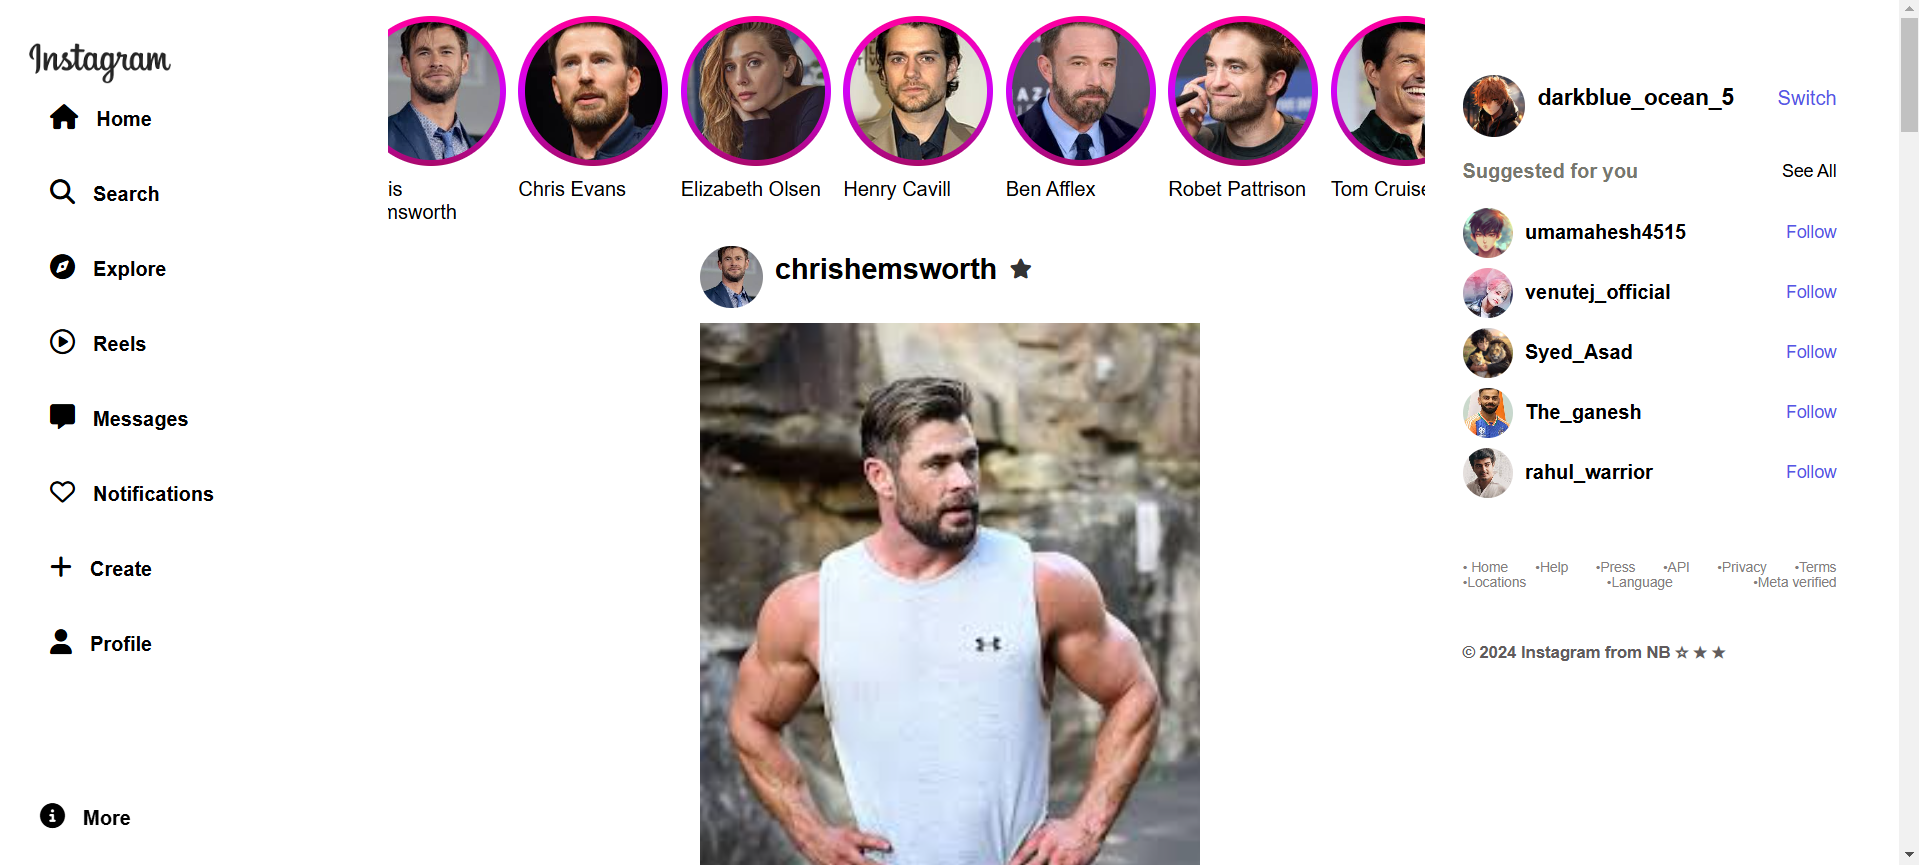 Instagram
Home
Search
Explore
Reels
Messages
Notifications
Create
Profile
More
is
msworth
Chris Evans
Elizabeth Olsen
Henry Cavill
Ben Afflex
Robet Pattrison
Tom Cruise
chrishemsworth ★
darkblue_ocean_5 Switch
Suggested for you See All
umamahesh4515 Follow
venutej_official Follow
Syed_Asad Follow
The_ganesh Follow
rahul_warrior Follow
• Home •Help •Press •API •Privacy •Terms
•Locations •Language •Meta verified
© 2024 Instagram from NB ☆ ★ ★